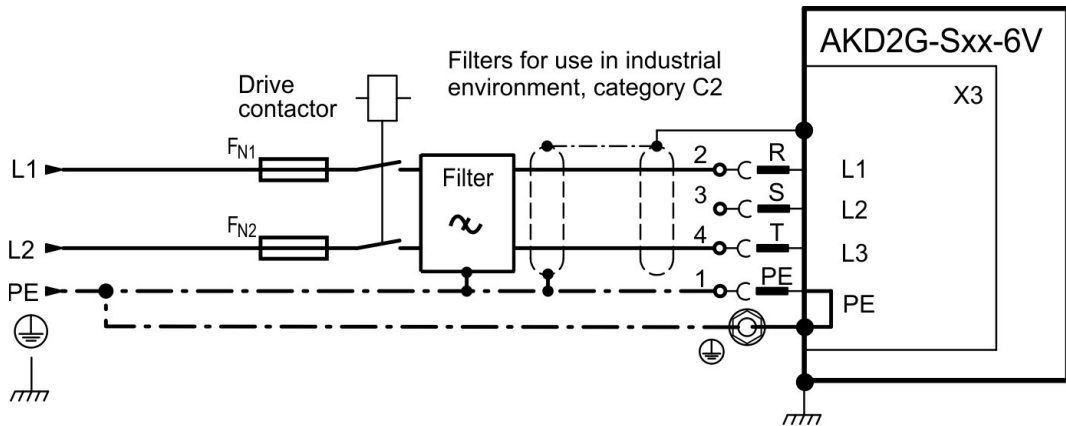 AKD2G-Sxx-6V
Filters for use in industrial
environment, category C2
Drive
contactor
X3
F_N1
2
R
L1
Filter
L1
3
S
L2
F_N2
4
T
L2
L3
PE
1
PE
PE